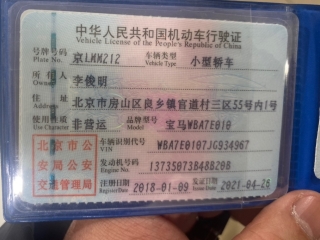 中华人民共和国机动车行驶证
Vehicle License of the People's Republic of China
号牌号码 京LMM212 车辆类型 小型轿车
Plate No. Vehicle Type
所有人 李俊明
Owner
住址 北京市房山区良乡镇官道村三区55号内1号
Address
使用性质 非营运 品牌型号 宝马WBA7E010
Use Character Model
北京市公 车辆识别代号 WBA7E0107JG934967
VIN
安局公安 发动机号码 13735073B48B20B
Engine No.
交通管理局 注册日期 2018-01-09 发证日期 2021-04-26
Register Date Issue Date